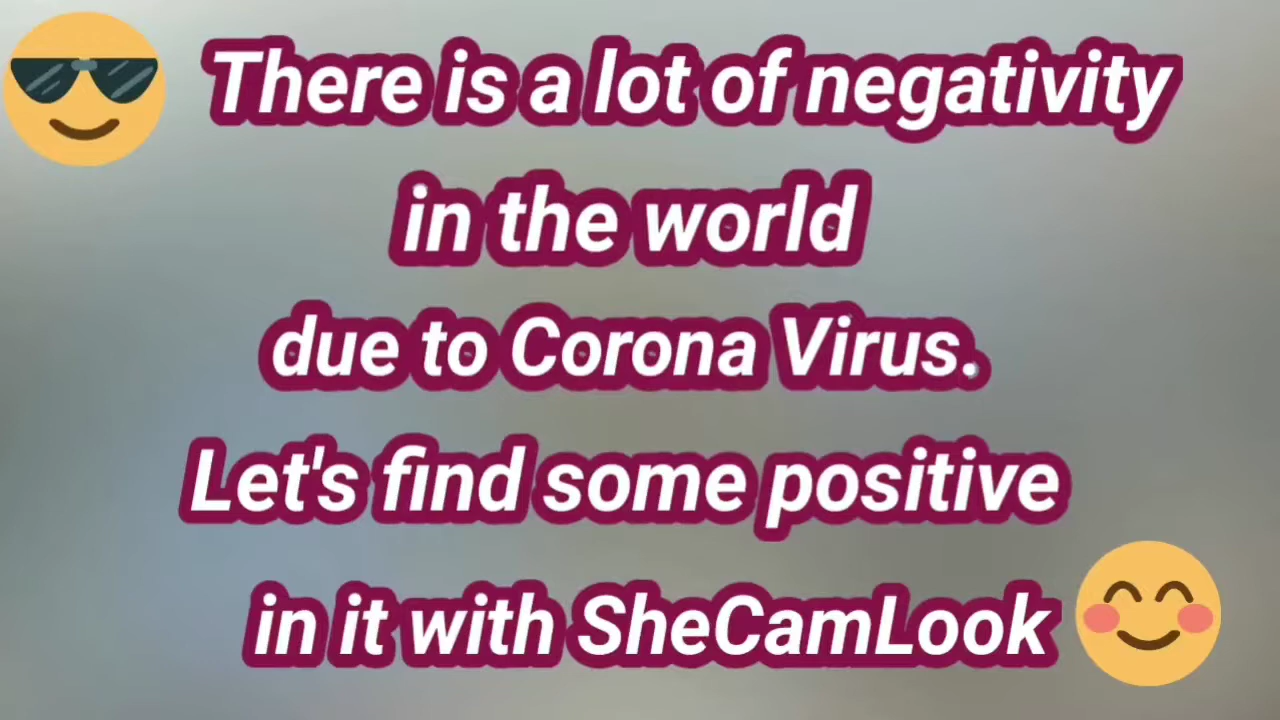 There is a lot of negativity
in the world
due to Corona Virus.
Let's find some positive
in it with SheCamLook